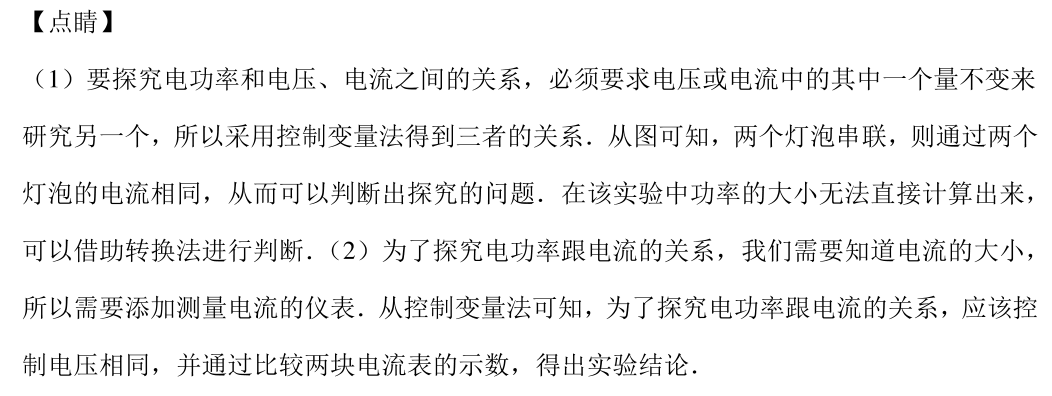 【点睛】
（1）要探究电功率和电压、电流之间的关系，必须要求电压或电流中的其中一个量不变来
研究另一个，所以采用控制变量法得到三者的关系．从图可知，两个灯泡串联，则通过两个
灯泡的电流相同，从而可以判断出探究的问题．在该实验中功率的大小无法直接计算出来，
可以借助转换法进行判断．（2）为了探究电功率跟电流的关系，我们需要知道电流的大小，
所以需要添加测量电流的仪表．从控制变量法可知，为了探究电功率跟电流的关系，应该控
制电压相同，并通过比较两块电流表的示数，得出实验结论．